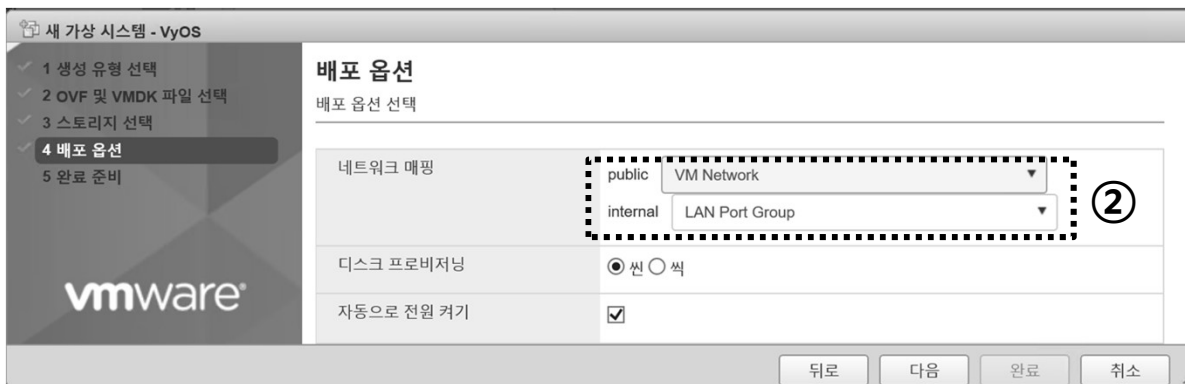 새 가상 시스템 - VyOS
1 생성 유형 선택
2 OVF 및 VMDK 파일 선택
3 스토리지 선택
4 배포 옵션
5 완료 준비
vmware®
배포 옵션
배포 옵션 선택
네트워크 매핑
public VM Network
internal LAN Port Group
②
디스크 프로비저닝 씬 씩
자동으로 전원 켜기
뒤로 다음 완료 취소